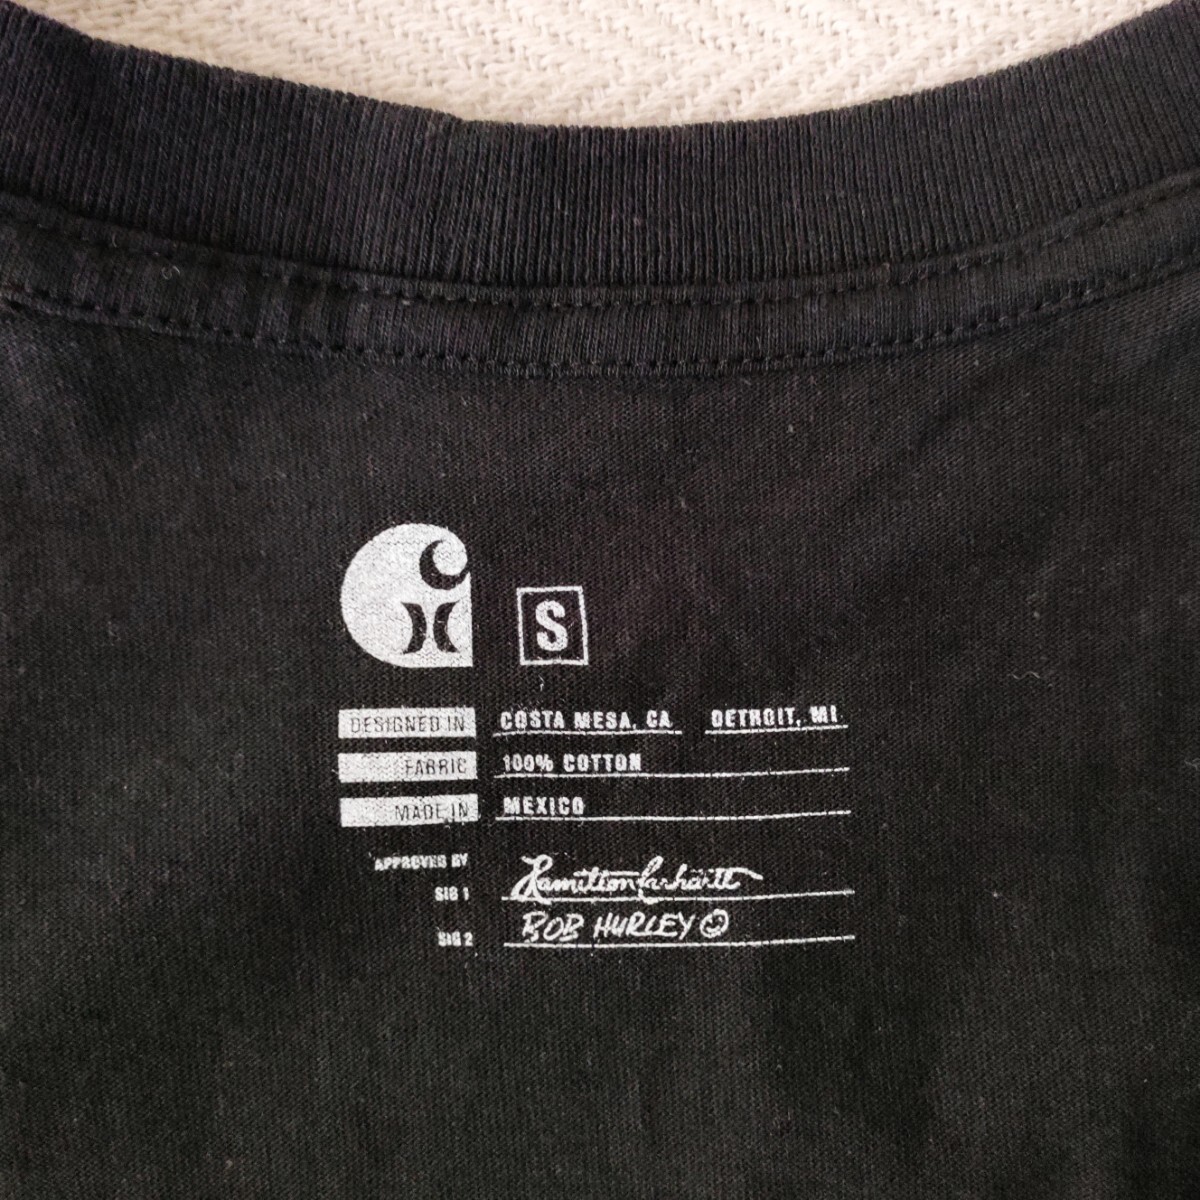 S
DESIGNED IN COSTA MESA, CA DETROIT, MI
FABRIC 100% COTTON
MADE IN MEXICO
APPROVED BY
SIG 1 Hamilton Carhartt
SIG 2 BOB HURLEY